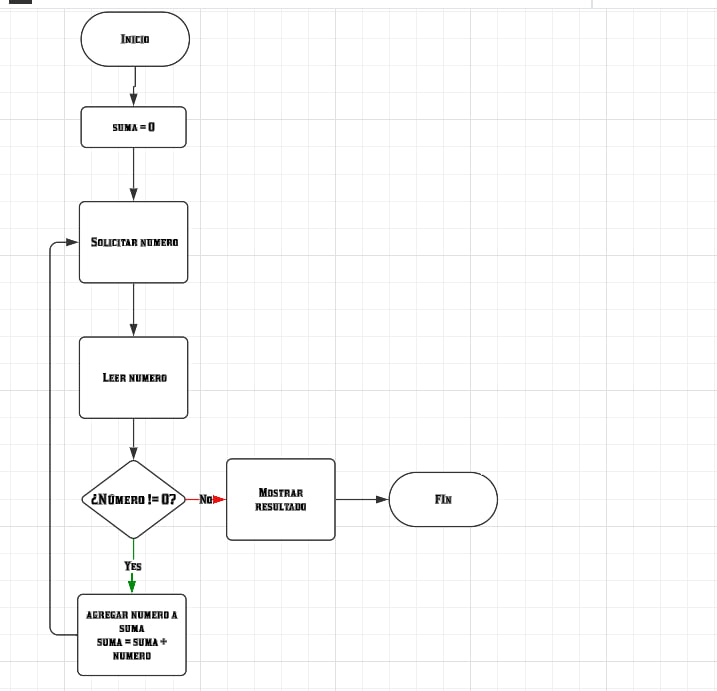 Inicio
suma = 0
Solicitar numero
Leer numero
¿Número != 0?
No
Mostrar
resultado
FIn
Yes
agregar numero a
suma
suma = suma +
numero